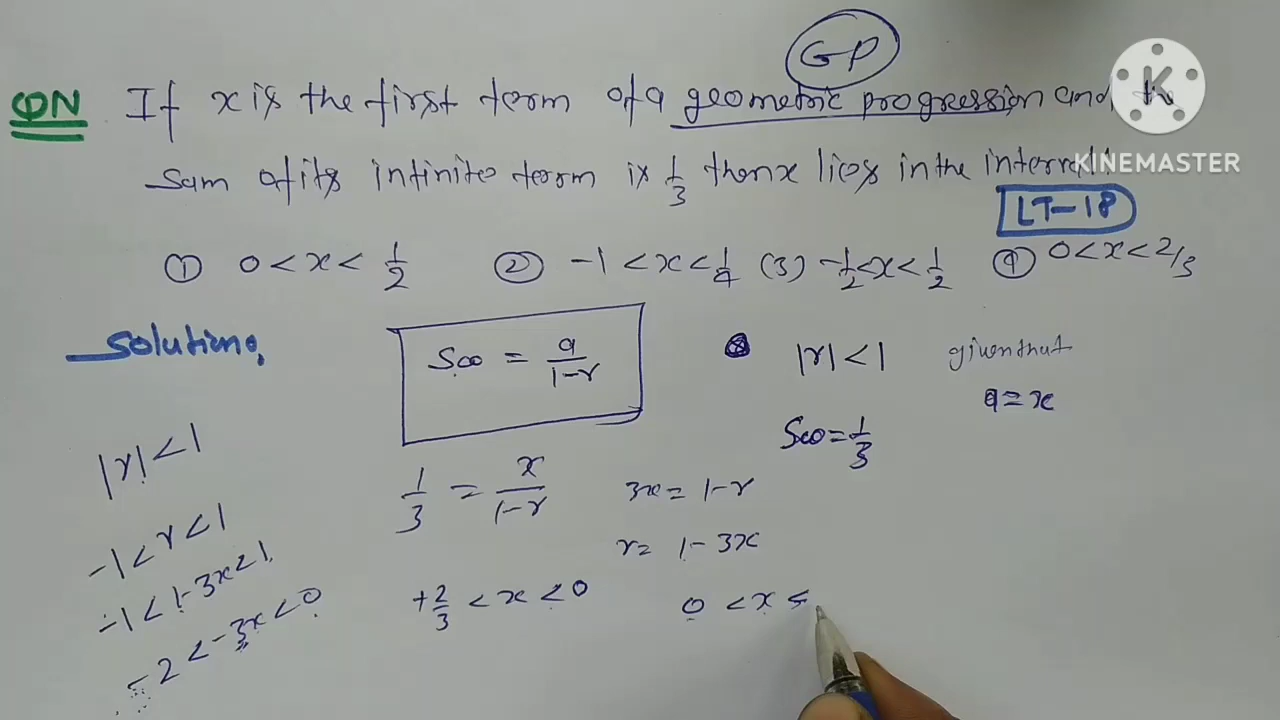 GP
QN If x is the first term of a geometric progression and
K
KINEMASTER
Sum of its infinite term is 1/3 then x lies in the
LT-18
① 0 < x < 1/2 ② -1 < x < 1/4 (3) -1/2 < x < 1/2 ④ 0 < x < 2/3
Solution,
S∞ = a/1-r
|r| < 1 given that
a = x
S∞ = 1/3
|r| < 1
1/3 = x/1-r 3x = 1-r
-1 < r < 1
r = 1-3x
-1 < 1-3x < 1
+2/3 < x < 0 0 < x <
-2 < -3x < 0